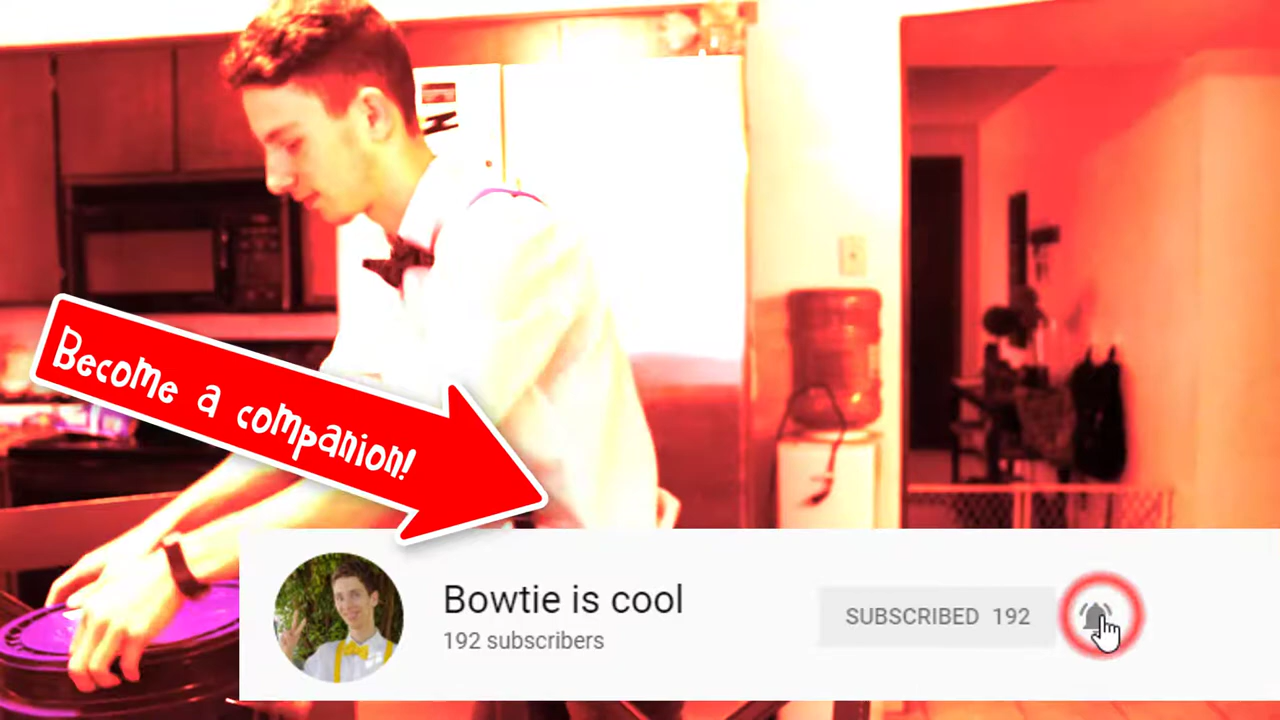 Become a companion!
Bowtie is cool
192 subscribers
SUBSCRIBED 192